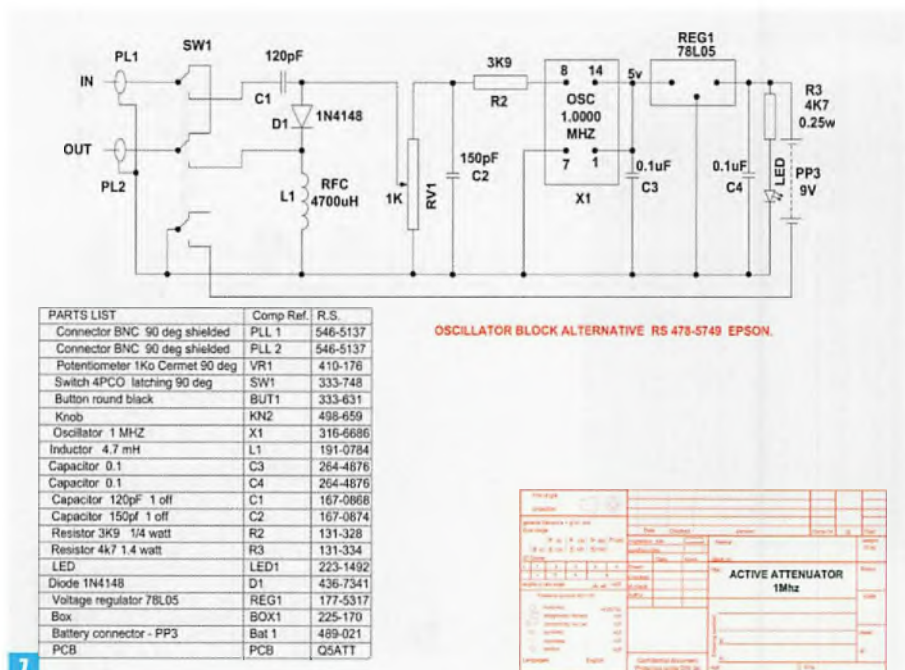 PL1
SW1
120pF
IN
C1
1N4148
D1
OUT
PL2
L1
RFC
4700uH
1K
RV1
150pF
C2
3K9
R2
8 14
OSC
1.0000
MHZ
7 1
X1
5v
REG1
78L05
0.1uF
C3
0.1uF
C4
LED
R3
4K7
0.25w
PP3
9V
PARTS LIST Comp Ref. R.S.
Connector BNC 90 deg shielded PLL 1 546-5137
Connector BNC 90 deg shielded PLL 2 546-5137
Potentiometer 1Ko Cermet 90 deg VR1 410-176
Switch 4PCO latching 90 deg SW1 333-748
Button round black BUT1 333-631
Knob KN2 498-659
Oscillator 1 MHZ X1 316-6686
Inductor 4.7 mH L1 191-0784
Capacitor 0.1 C3 264-4876
Capacitor 0.1 C4 264-4876
Capacitor 120pF 1 off C1 167-0868
Capacitor 150pf 1 off C2 167-0874
Resistor 3K9 1/4 watt R2 131-328
Resistor 4k7 1.4 watt R3 131-334
LED LED1 223-1492
Diode 1N4148 D1 436-7341
Voltage regulator 78L05 REG1 177-5317
Box BOX1 225-170
Battery connector - PP3 Bat 1 489-021
PCB PCB Q5ATT
OSCILLATOR BLOCK ALTERNATIVE RS 478-5749 EPSON.
ACTIVE ATTENUATOR
1Mhz
English
7